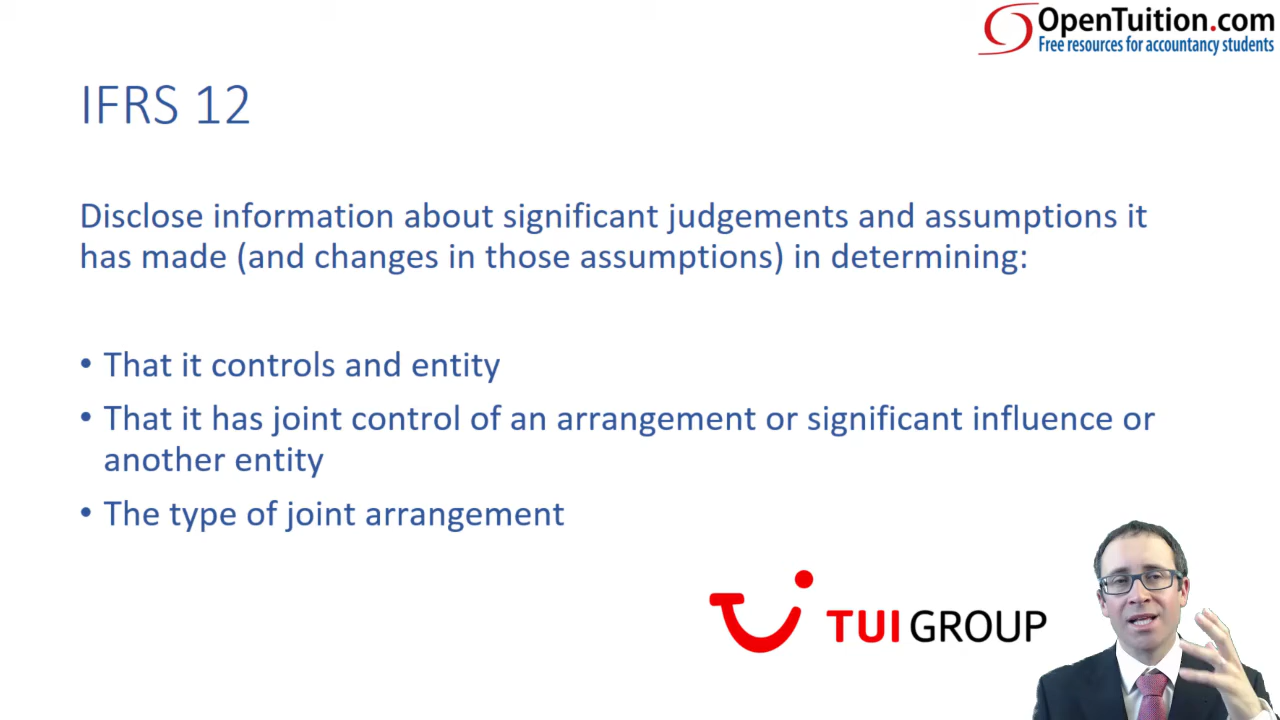 OpenTuition.com
Free resources for accountancy students
IFRS 12
Disclose information about significant judgements and assumptions it
has made (and changes in those assumptions) in determining:
• That it controls and entity
• That it has joint control of an arrangement or significant influence or
another entity
• The type of joint arrangement
TUI GROUP